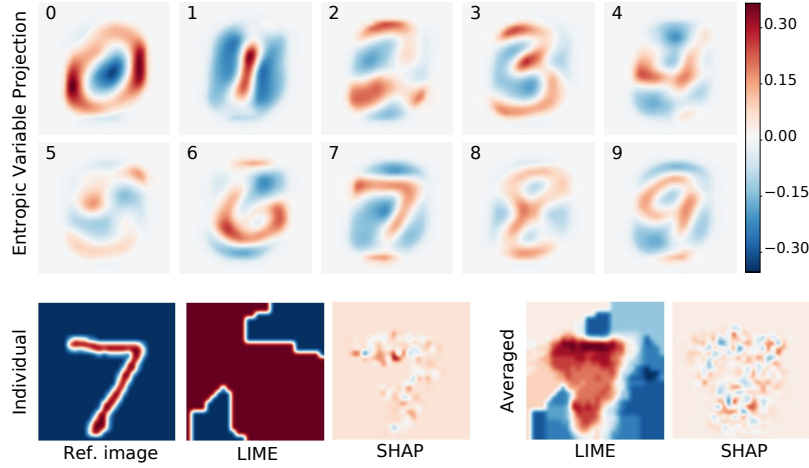 Entropic Variable Projection
0
1
2
3
4
5
6
7
8
9
0.30
0.15
0.00
−0.15
−0.30
Individual
Ref. image
LIME
SHAP
Averaged
LIME
SHAP